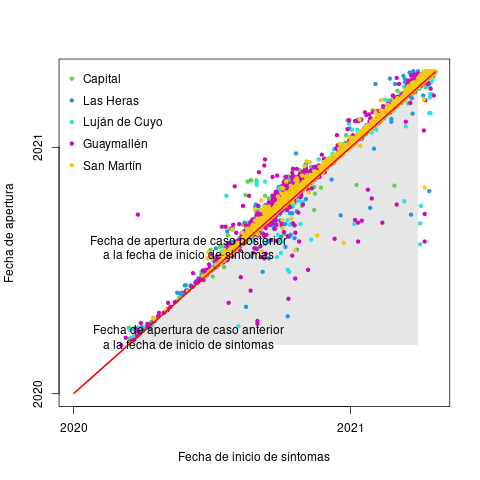 Capital
Las Heras
Luján de Cuyo
Guaymallén
San Martín
2021
Fecha de apertura
Fecha de apertura de caso posterior
a la fecha de inicio de síntomas
Fecha de apertura de caso anterior
a la fecha de inicio de síntomas
2020
2020
2021
Fecha de inicio de síntomas